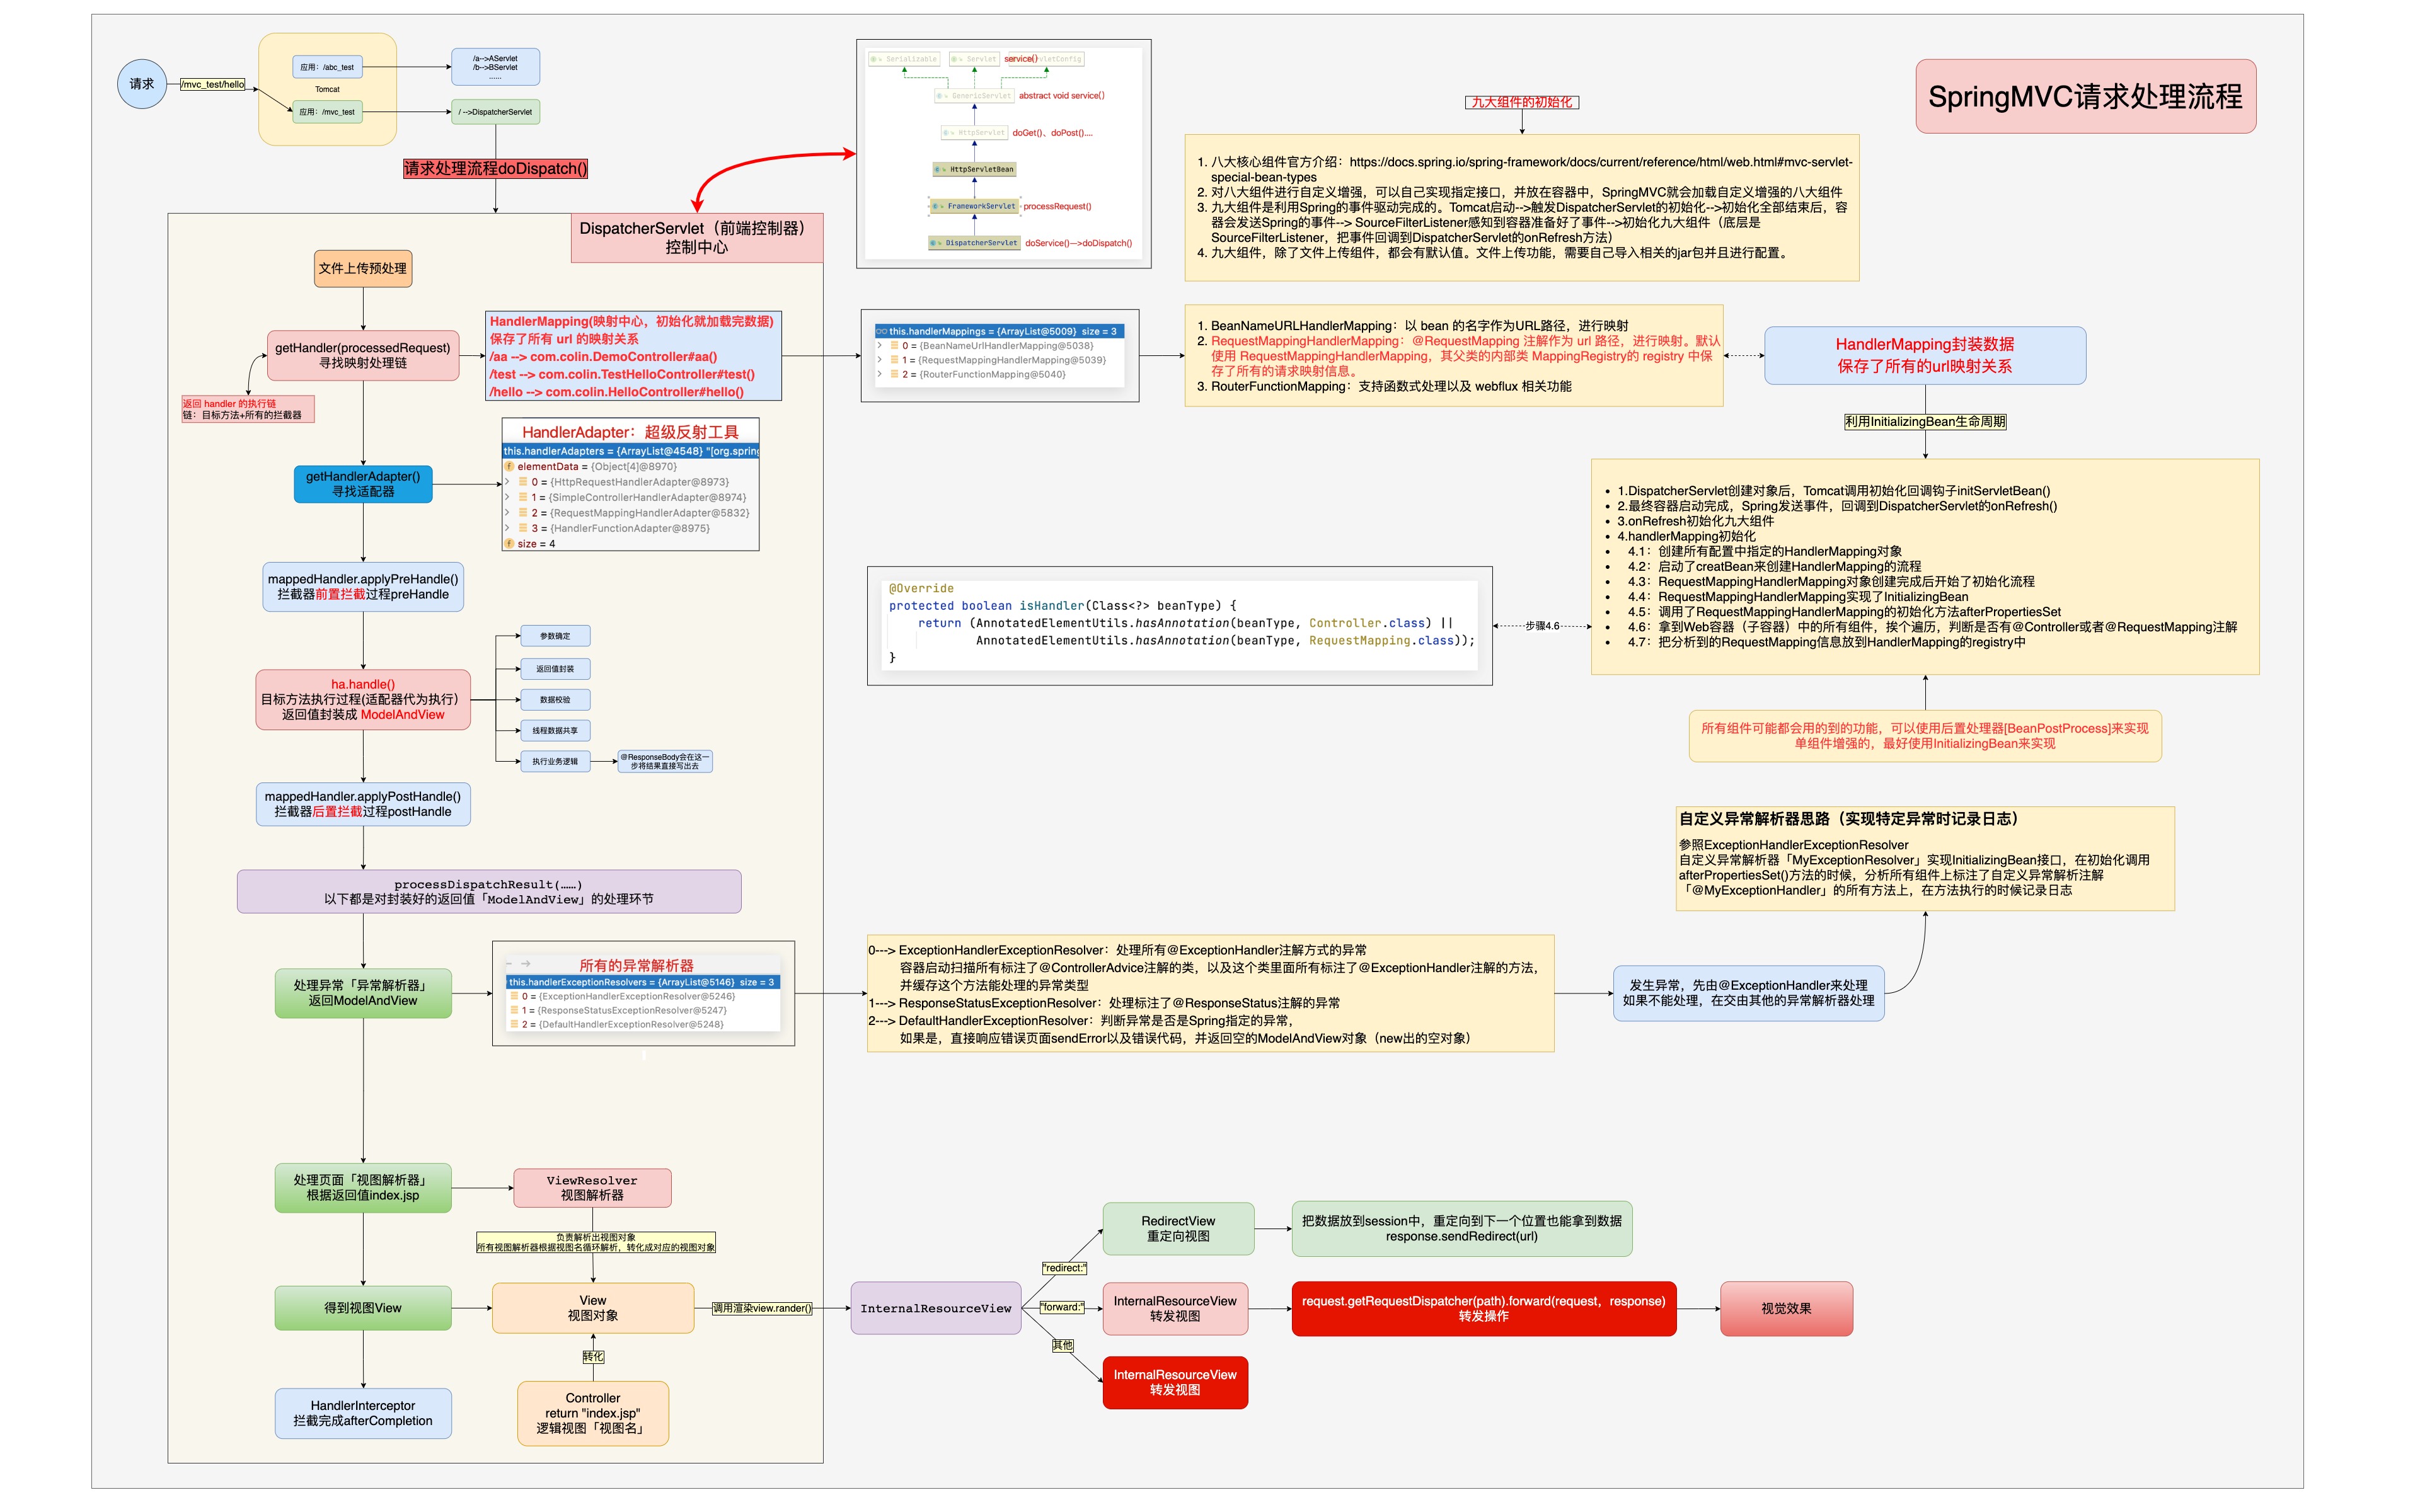 SpringMVC请求处理流程
请求
/mvc_test/hello
应用：/abc_test
Tomcat
应用：/mvc_test
/a-->AServlet
/b-->BServlet
......
/ -->DispatcherServlet
请求处理流程doDispatch()
DispatcherServlet（前端控制器）
控制中心
Serializable
Servlet
service()
vletConfig
GenericServlet
abstract void service()
HttpServlet
doGet()、doPost()....
HttpServletBean
FrameworkServlet
processRequest()
DispatcherServlet
doService()—>doDispatch()
九大组件的初始化
1. 八大核心组件官方介绍：https://docs.spring.io/spring-framework/docs/current/reference/html/web.html#mvc-servlet-
special-bean-types
2. 对八大组件进行自定义增强，可以自己实现指定接口，并放在容器中，SpringMVC就会加载自定义增强的八大组件
3. 九大组件是利用Spring的事件驱动完成的。Tomcat启动-->触发DispatcherServlet的初始化-->初始化全部结束后，容
器会发送Spring的事件--> SourceFilterListener感知到容器准备好了事件-->初始化九大组件（底层是
SourceFilterListener，把事件回调到DispatcherServlet的onRefresh方法）
4. 九大组件，除了文件上传组件，都会有默认值。文件上传功能，需要自己导入相关的jar包并且进行配置。
文件上传预处理
getHandler(processedRequest)
寻找映射处理链
返回 handler 的执行链
链：目标方法+所有的拦截器
HandlerMapping(映射中心，初始化就加载完数据)
保存了所有 url 的映射关系
/aa --> com.colin.DemoController#aa()
/test --> com.colin.TestHelloController#test()
/hello --> com.colin.HelloController#hello()
this.handlerMappings = {ArrayList@5009} size = 3
0 = {BeanNameUrlHandlerMapping@5038}
1 = {RequestMappingHandlerMapping@5039}
2 = {RouterFunctionMapping@5040}
1. BeanNameURLHandlerMapping：以 bean 的名字作为URL路径，进行映射
2. RequestMappingHandlerMapping：@RequestMapping 注解作为 url 路径，进行映射。默认
使用 RequestMappingHandlerMapping，其父类的内部类 MappingRegistry的 registry 中保
存了所有的请求映射信息。
3. RouterFunctionMapping：支持函数式处理以及 webflux 相关功能
HandlerMapping封装数据
保存了所有的url映射关系
利用InitializingBean生命周期
getHandlerAdapter()
寻找适配器
HandlerAdapter：超级反射工具
this.handlerAdapters = {ArrayList@4548} "[org.spring
elementData = {Object[4]@8970}
0 = {HttpRequestHandlerAdapter@8973}
1 = {SimpleControllerHandlerAdapter@8974}
2 = {RequestMappingHandlerAdapter@5832}
3 = {HandlerFunctionAdapter@8975}
size = 4
• 1.DispatcherServlet创建对象后，Tomcat调用初始化回调钩子initServletBean()
• 2.最终容器启动完成，Spring发送事件，回调到DispatcherServlet的onRefresh()
• 3.onRefresh初始化九大组件
• 4.handlerMapping初始化
• 4.1：创建所有配置中指定的HandlerMapping对象
• 4.2：启动了creatBean来创建HandlerMapping的流程
• 4.3：RequestMappingHandlerMapping对象创建完成后开始了初始化流程
• 4.4：RequestMappingHandlerMapping实现了InitializingBean
• 4.5：调用了RequestMappingHandlerMapping的初始化方法afterPropertiesSet
• 4.6：拿到Web容器（子容器）中的所有组件，挨个遍历，判断是否有@Controller或者@RequestMapping注解
• 4.7：把分析到的RequestMapping信息放到HandlerMapping的registry中
@Override
protected boolean isHandler(Class<?> beanType) {
return (AnnotatedElementUtils.hasAnnotation(beanType, Controller.class) ||
AnnotatedElementUtils.hasAnnotation(beanType, RequestMapping.class));
}
步骤4.6
所有组件可能都会用的到的功能，可以使用后置处理器[BeanPostProcess]来实现
单组件增强的，最好使用InitializingBean来实现
mappedHandler.applyPreHandle()
拦截器前置拦截过程preHandle
ha.handle()
目标方法执行过程(适配器代为执行)
返回值封装成 ModelAndView
参数确定
返回值封装
数据校验
线程数据共享
执行业务逻辑
@ResponseBody会在这一
步将结果直接写出去
mappedHandler.applyPostHandle()
拦截器后置拦截过程postHandle
processDispatchResult(……)
以下都是对封装好的返回值「ModelAndView」的处理环节
自定义异常解析器思路（实现特定异常时记录日志）
参照ExceptionHandlerExceptionResolver
自定义异常解析器「MyExceptionResolver」实现InitializingBean接口，在初始化调用
afterPropertiesSet()方法的时候，分析所有组件上标注了自定义异常解析注解
「@MyExceptionHandler」的所有方法上，在方法执行的时候记录日志
处理异常「异常解析器」
返回ModelAndView
所有的异常解析器
this.handlerExceptionResolvers = {ArrayList@5146} size = 3
0 = {ExceptionHandlerExceptionResolver@5246}
1 = {ResponseStatusExceptionResolver@5247}
2 = {DefaultHandlerExceptionResolver@5248}
0---> ExceptionHandlerExceptionResolver：处理所有@ExceptionHandler注解方式的异常
容器启动扫描所有标注了@ControllerAdvice注解的类，以及这个类里面所有标注了@ExceptionHandler注解的方法，
并缓存这个方法能处理的异常类型
1---> ResponseStatusExceptionResolver：处理标注了@ResponseStatus注解的异常
2---> DefaultHandlerExceptionResolver：判断异常是否是Spring指定的异常，
如果是，直接响应错误页面sendError以及错误代码，并返回空的ModelAndView对象（new出的空对象）
发生异常，先由@ExceptionHandler来处理
如果不能处理，在交由其他的异常解析器处理
处理页面「视图解析器」
根据返回值index.jsp
ViewResolver
视图解析器
负责解析出视图对象
所有视图解析器根据视图名循环解析，转化成对应的视图对象
得到视图View
View
视图对象
调用渲染view.rander()
转化
Controller
return "index.jsp"
逻辑视图「视图名」
HandlerInterceptor
拦截完成afterCompletion
InternalResourceView
"redirect:"
"forward:"
其他
RedirectView
重定向视图
把数据放到session中，重定向到下一个位置也能拿到数据
response.sendRedirect(url)
InternalResourceView
转发视图
request.getRequestDispatcher(path).forward(request，response)
转发操作
视觉效果
InternalResourceView
转发视图